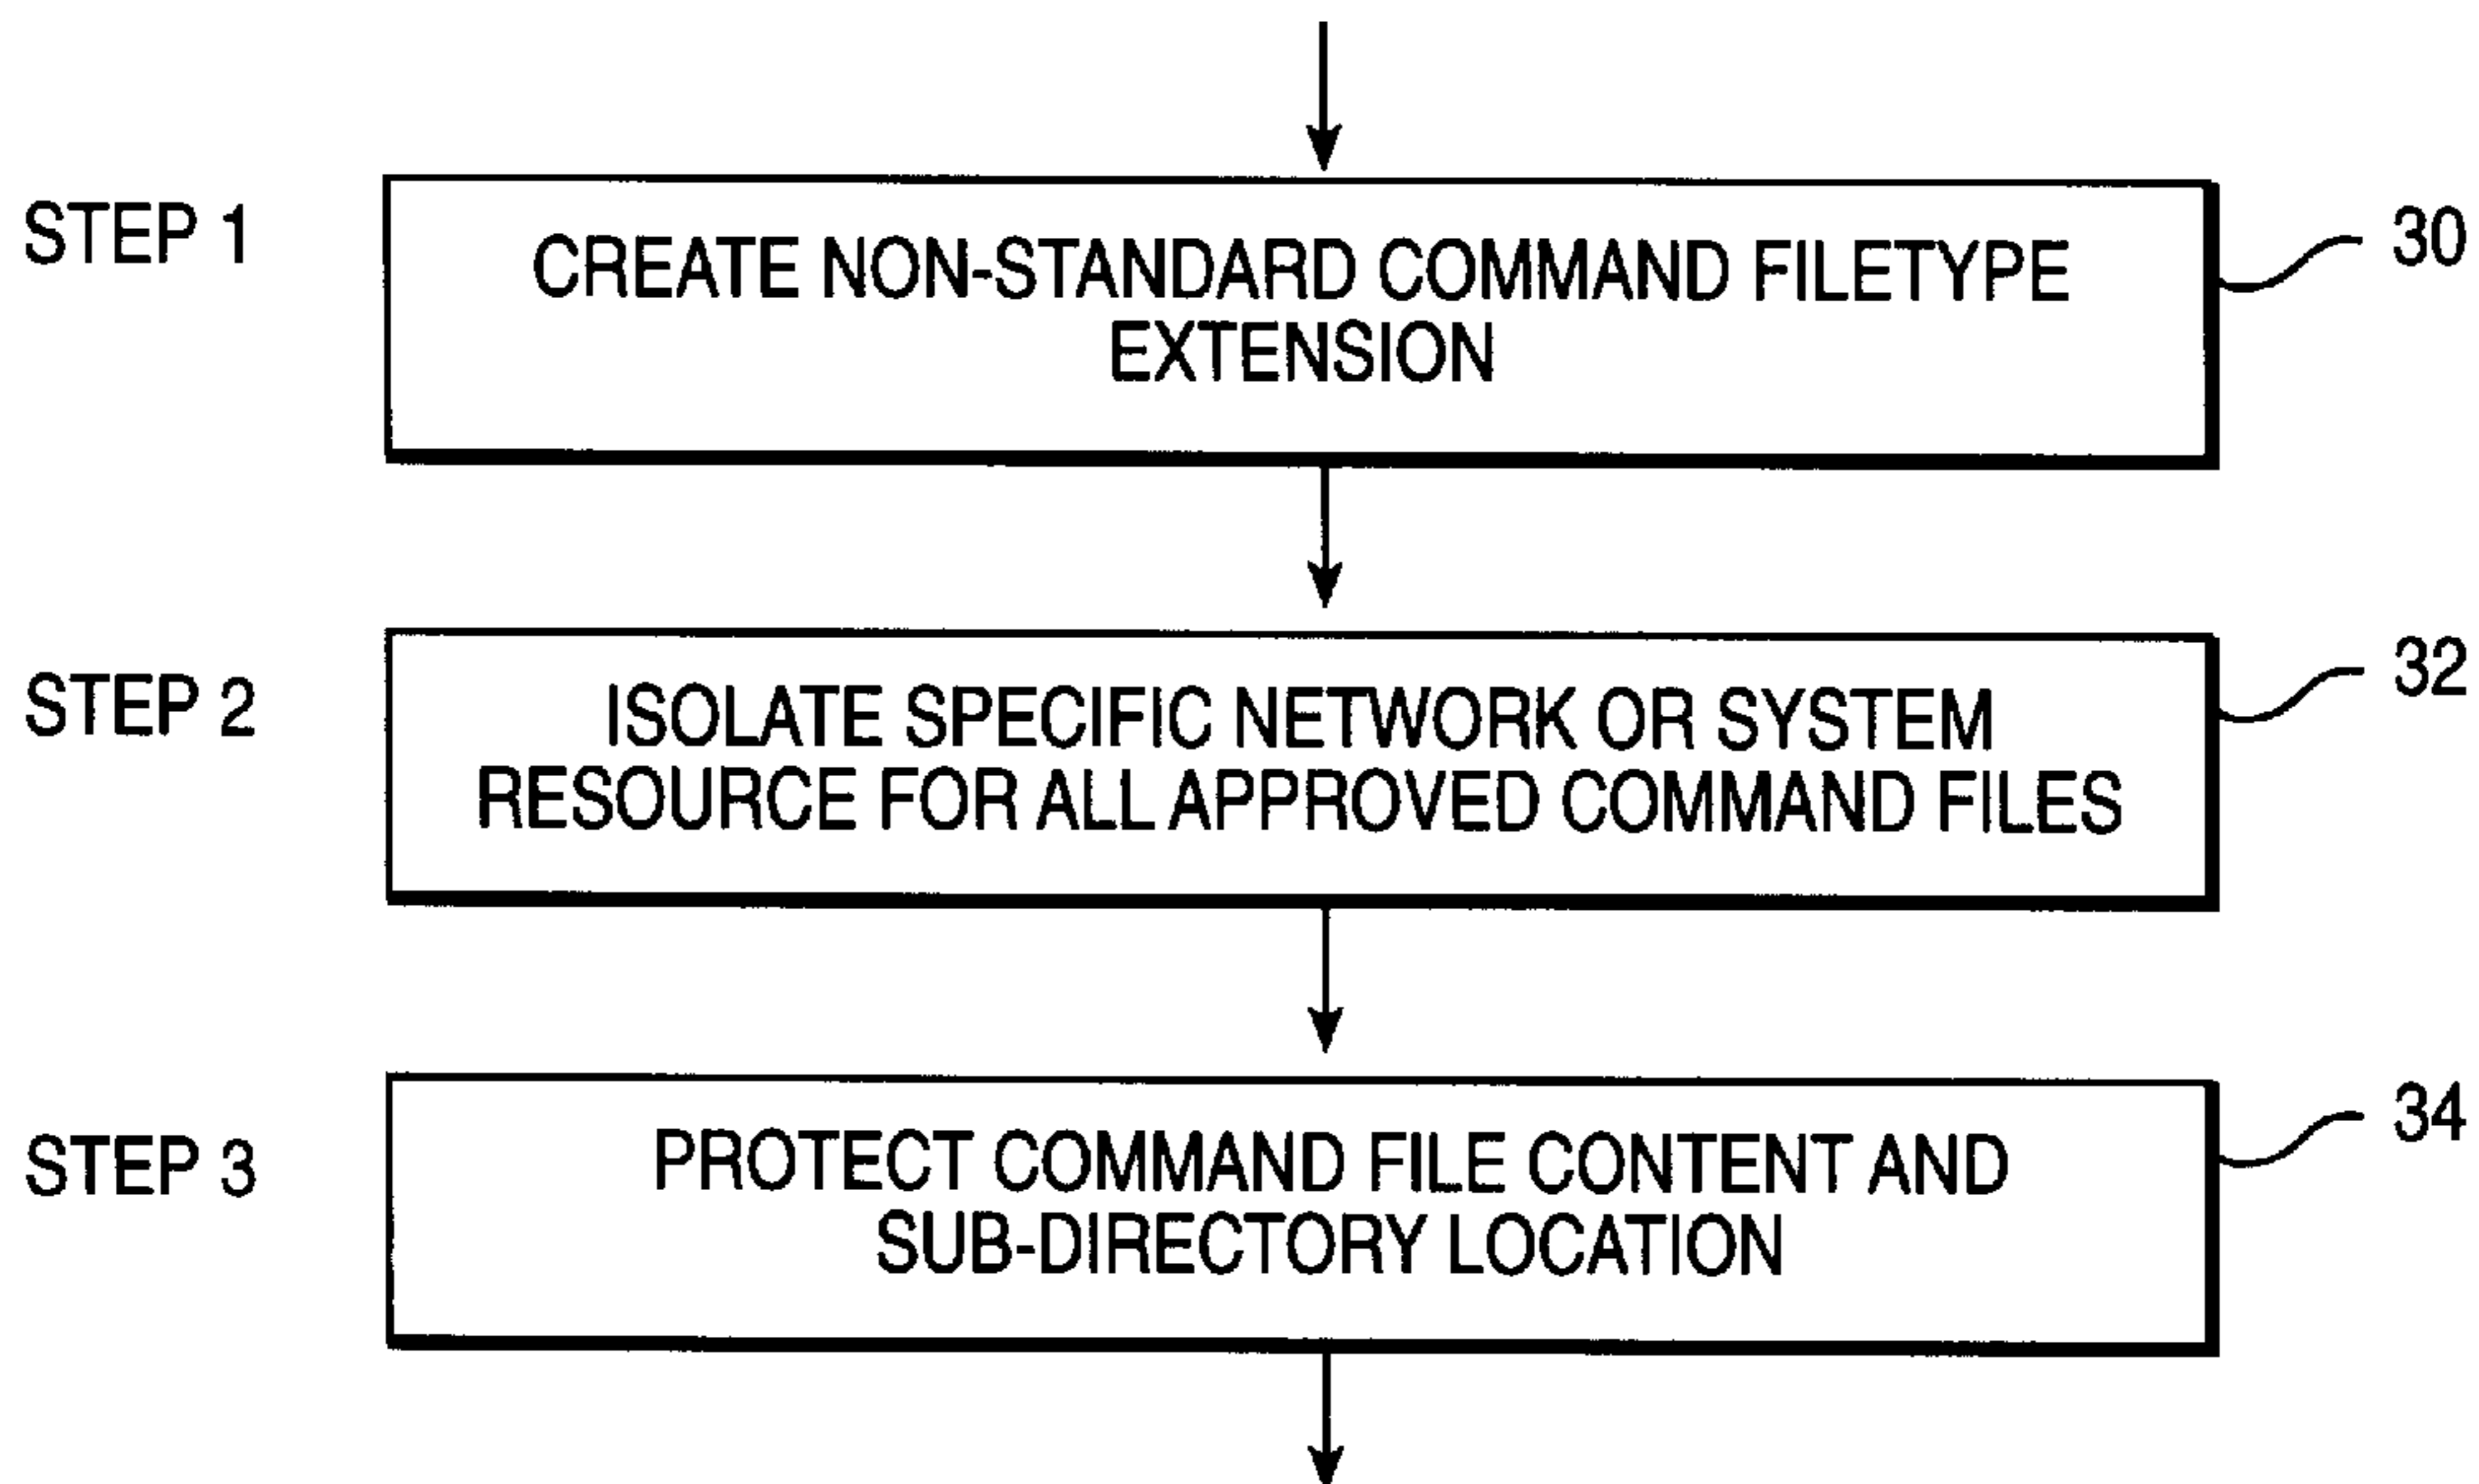 STEP 1
CREATE NON-STANDARD COMMAND FILETYPE
EXTENSION
30
STEP 2
ISOLATE SPECIFIC NETWORK OR SYSTEM
RESOURCE FOR ALL APPROVED COMMAND FILES
32
STEP 3
PROTECT COMMAND FILE CONTENT AND
SUB-DIRECTORY LOCATION
34